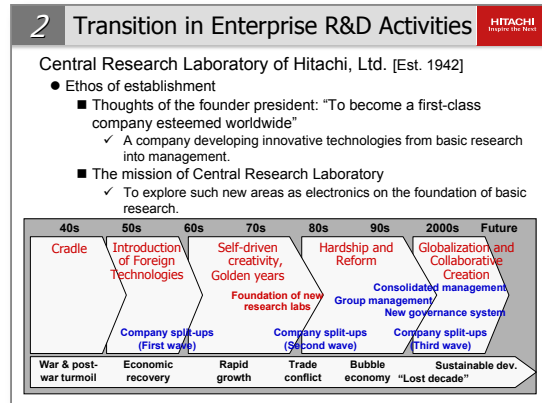 2 Transition in Enterprise R&D Activities
HITACHI
Inspire the Next
Central Research Laboratory of Hitachi, Ltd. [Est. 1942]
● Ethos of establishment
■ Thoughts of the founder president: “To become a first-class
company esteemed worldwide”
✓ A company developing innovative technologies from basic research
into management.
■ The mission of Central Research Laboratory
✓ To explore such new areas as electronics on the foundation of basic
research.
40s 50s 60s 70s 80s 90s 2000s Future
Cradle
Introduction
of Foreign
Technologies
Self-driven
creativity,
Golden years
Hardship and
Reform
Globalization and
Collaborative
Creation
Foundation of new
research labs
Consolidated management
Group management
New governance system
Company split-ups
(First wave)
Company split-ups
(Second wave)
Company split-ups
(Third wave)
War & post-
war turmoil
Economic
recovery
Rapid
growth
Trade
conflict
Bubble
economy
“Lost decade”
Sustainable dev.